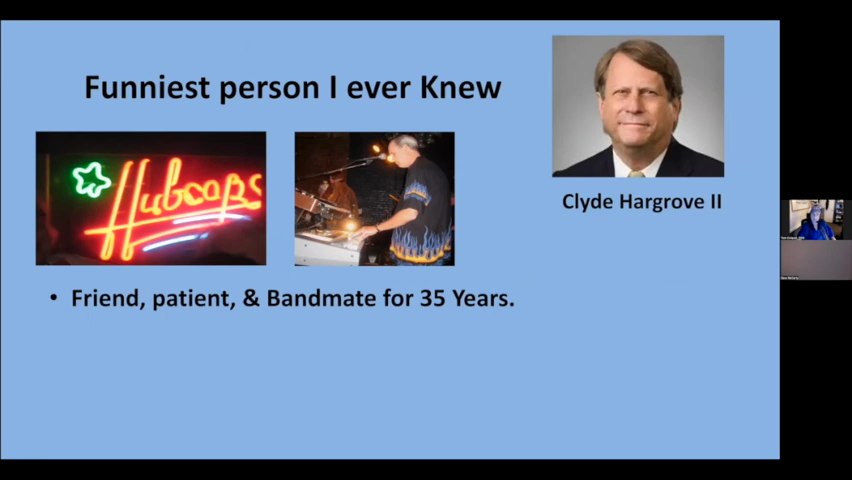 Funniest person I ever Knew
Hubcaps
Clyde Hargrove II
• Friend, patient, & Bandmate for 35 Years.